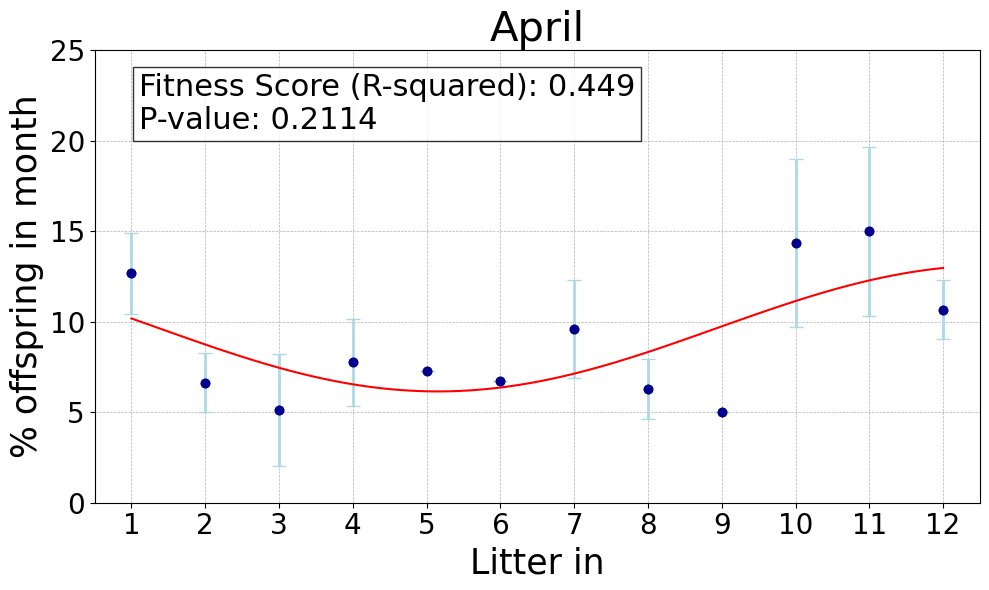 April
Fitness Score (R-squared): 0.449
P-value: 0.2114
% offspring in month
25
20
15
10
5
0
1 2 3 4 5 6 7 8 9 10 11 12
Litter in